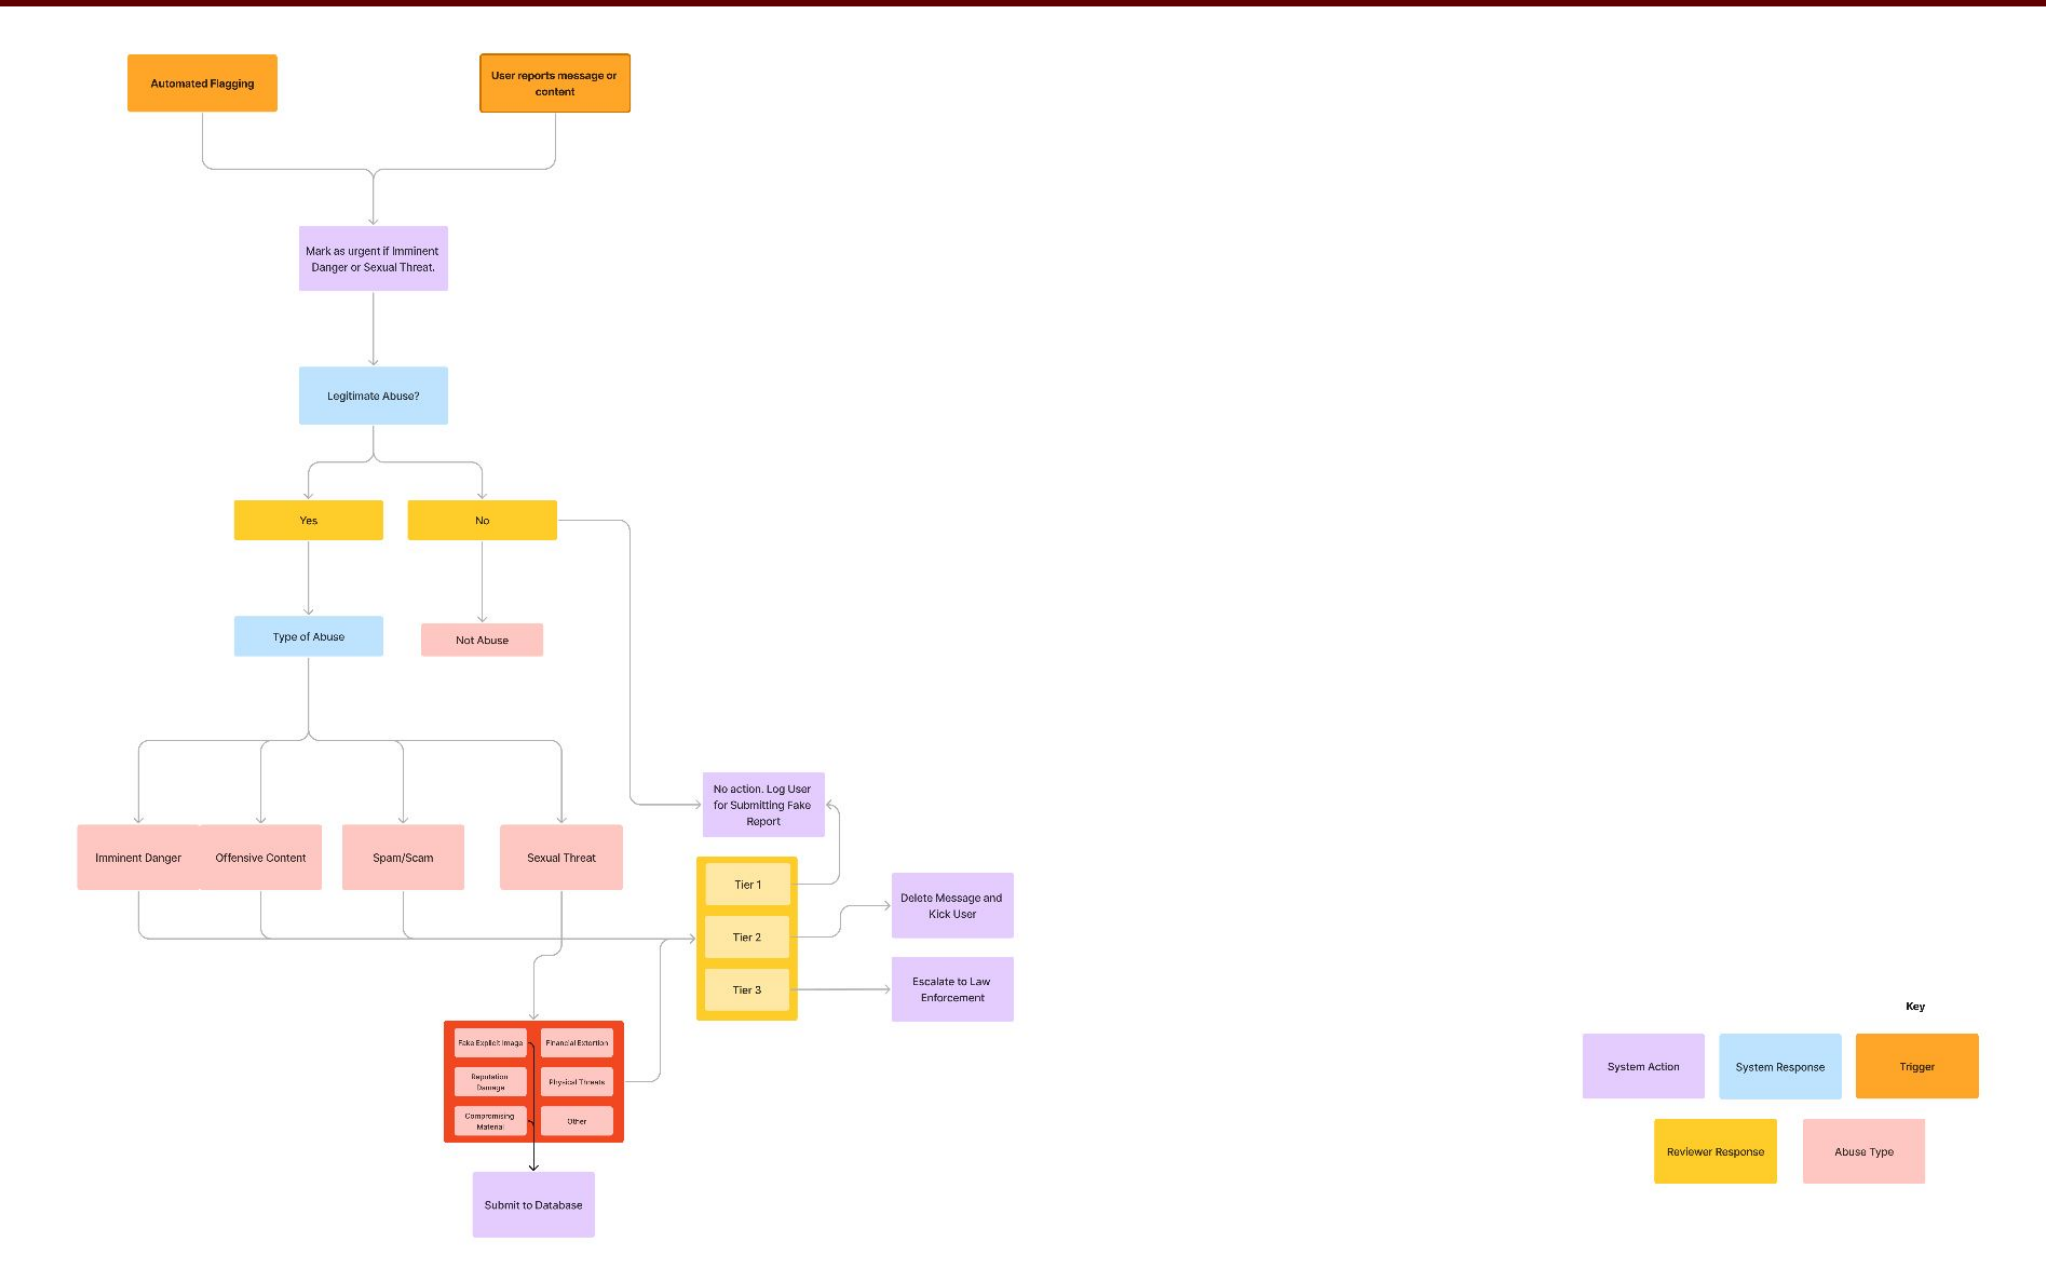 Automated Flagging
User reports message or
content
Mark as urgent if Imminent
Danger or Sexual Threat.
Legitimate Abuse?
Yes
No
Type of Abuse
Not Abuse
No action. Log User
for Submitting Fake
Report
Imminent Danger
Offensive Content
Spam/Scam
Sexual Threat
Tier 1
Tier 2
Tier 3
Delete Message and
Kick User
Escalate to Law
Enforcement
Fake Explicit Image
Financial Extortion
Reputation
Damage
Physical Threats
Compromising
Material
Other
Submit to Database
Key
System Action
System Response
Trigger
Reviewer Response
Abuse Type